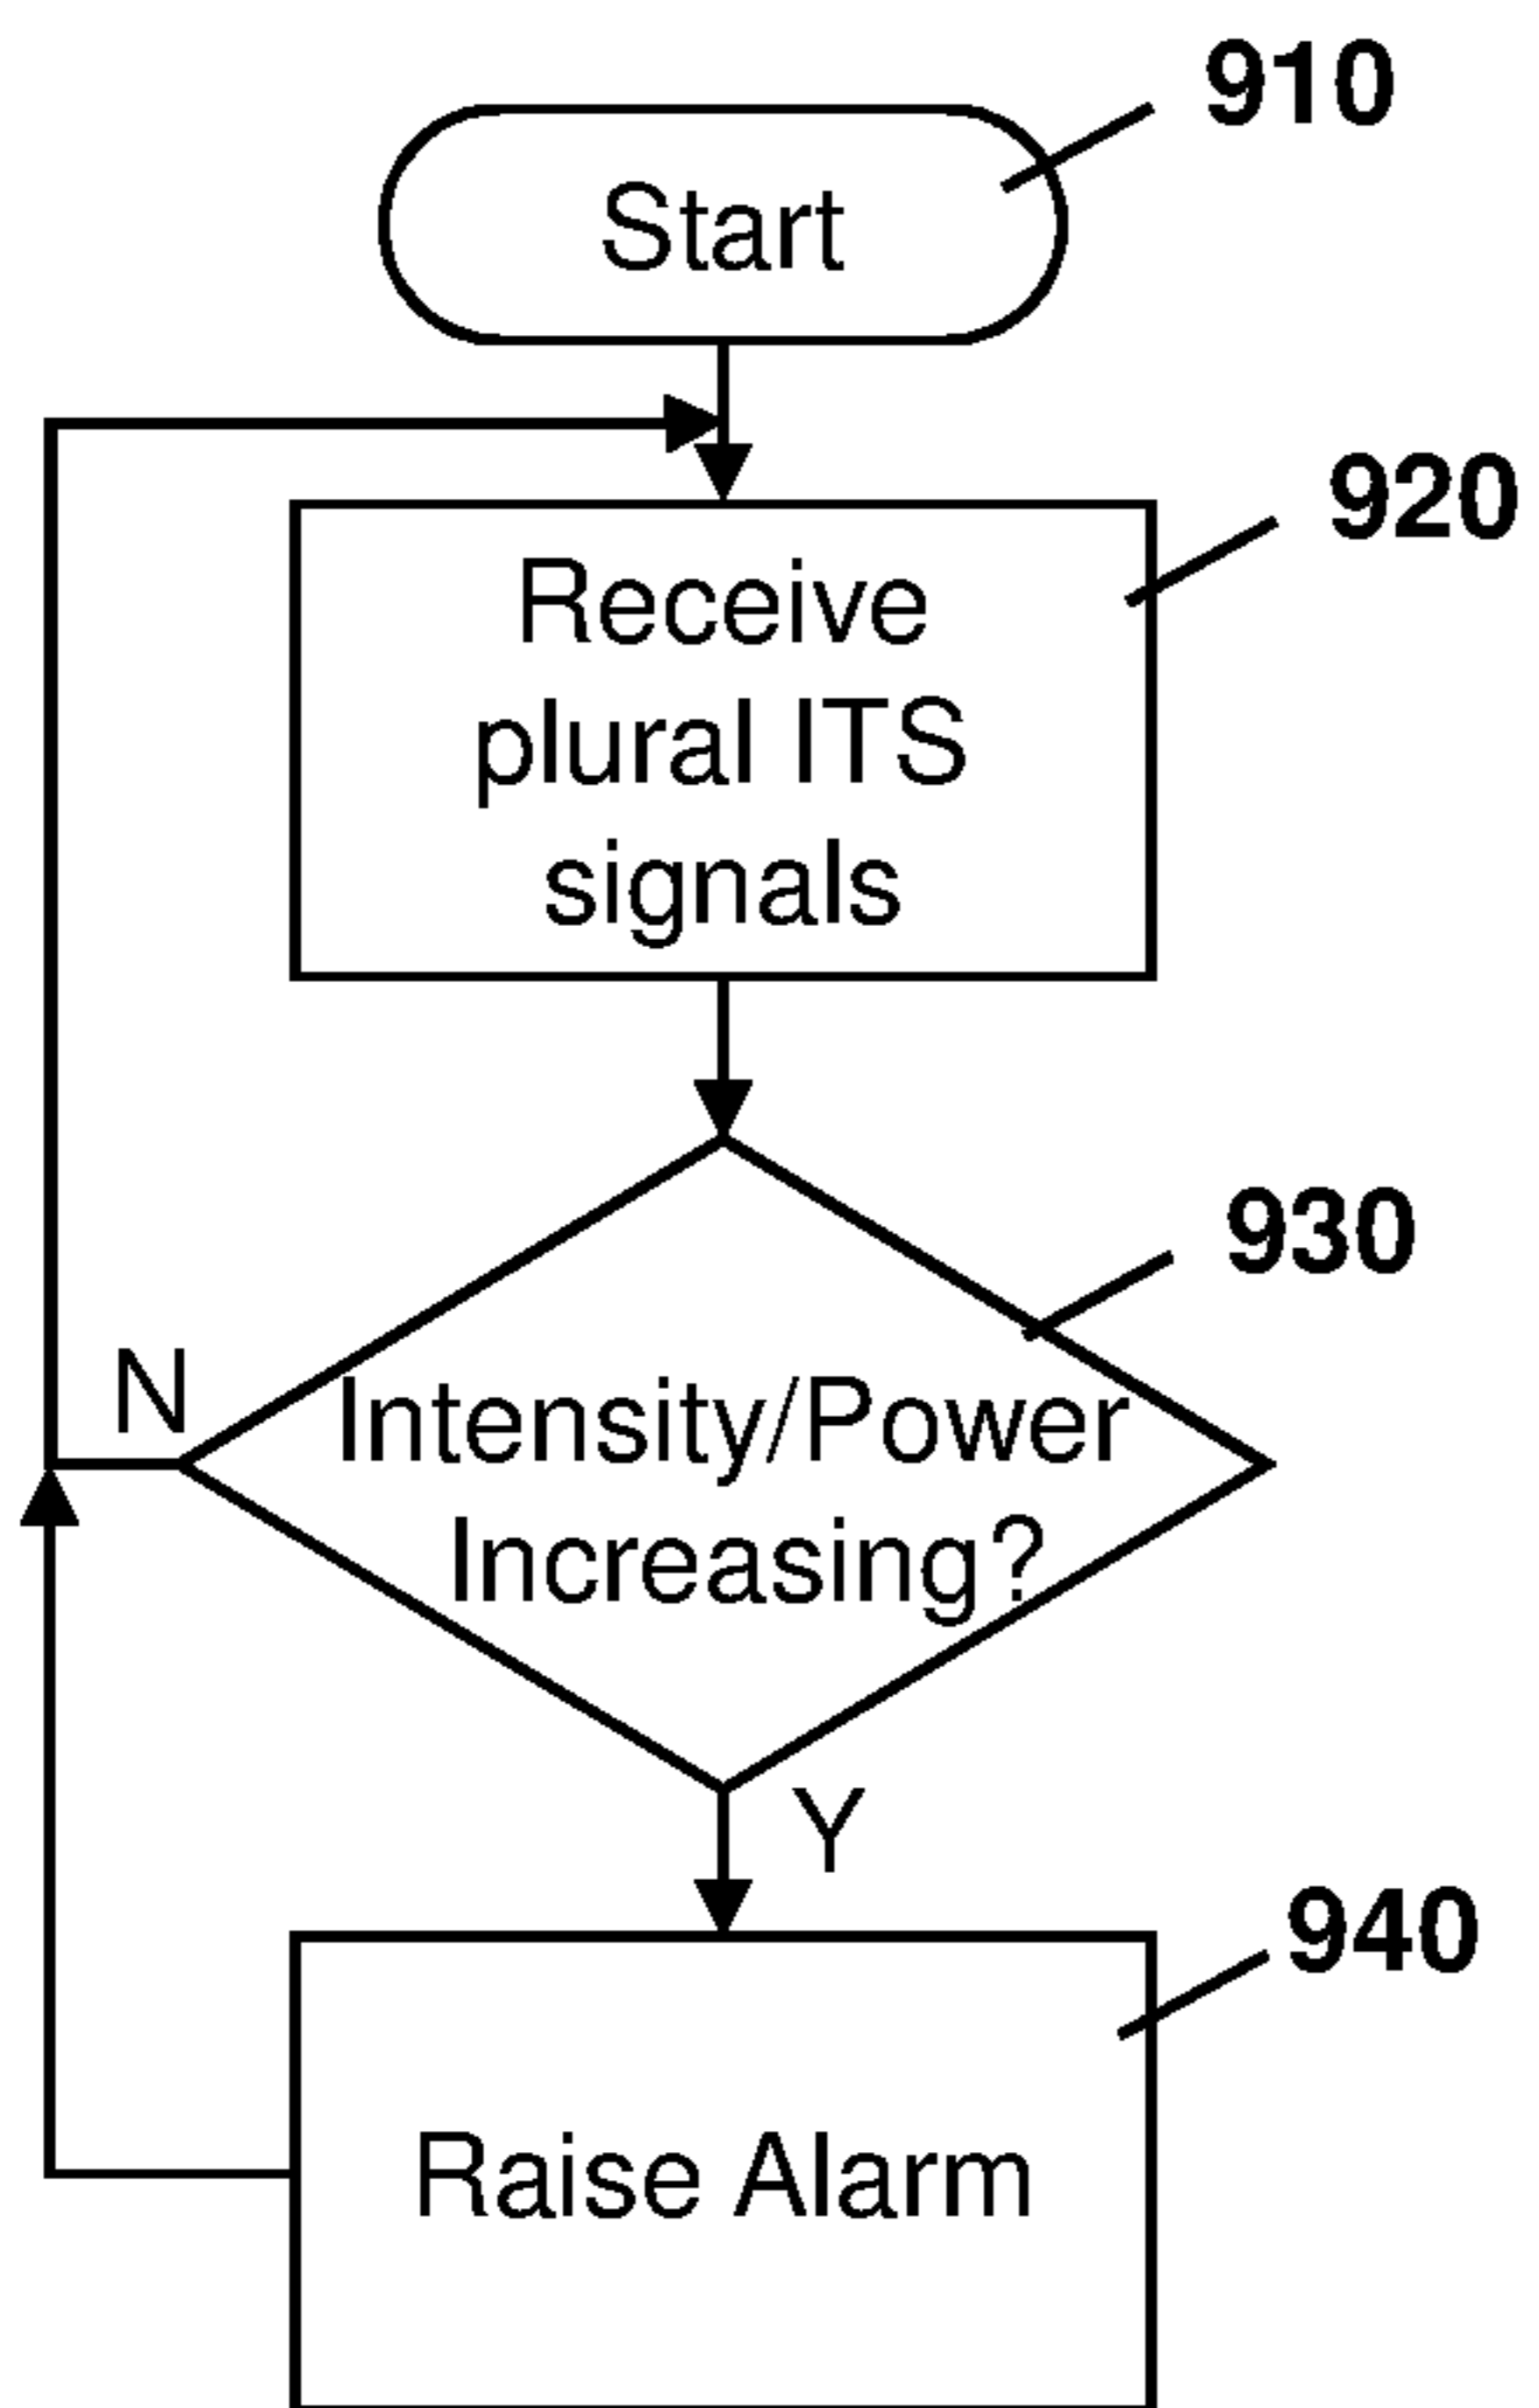 910
Start
920
Receive
plural ITS
signals
930
N
Intensity/Power
Increasing?
Y
940
Raise Alarm